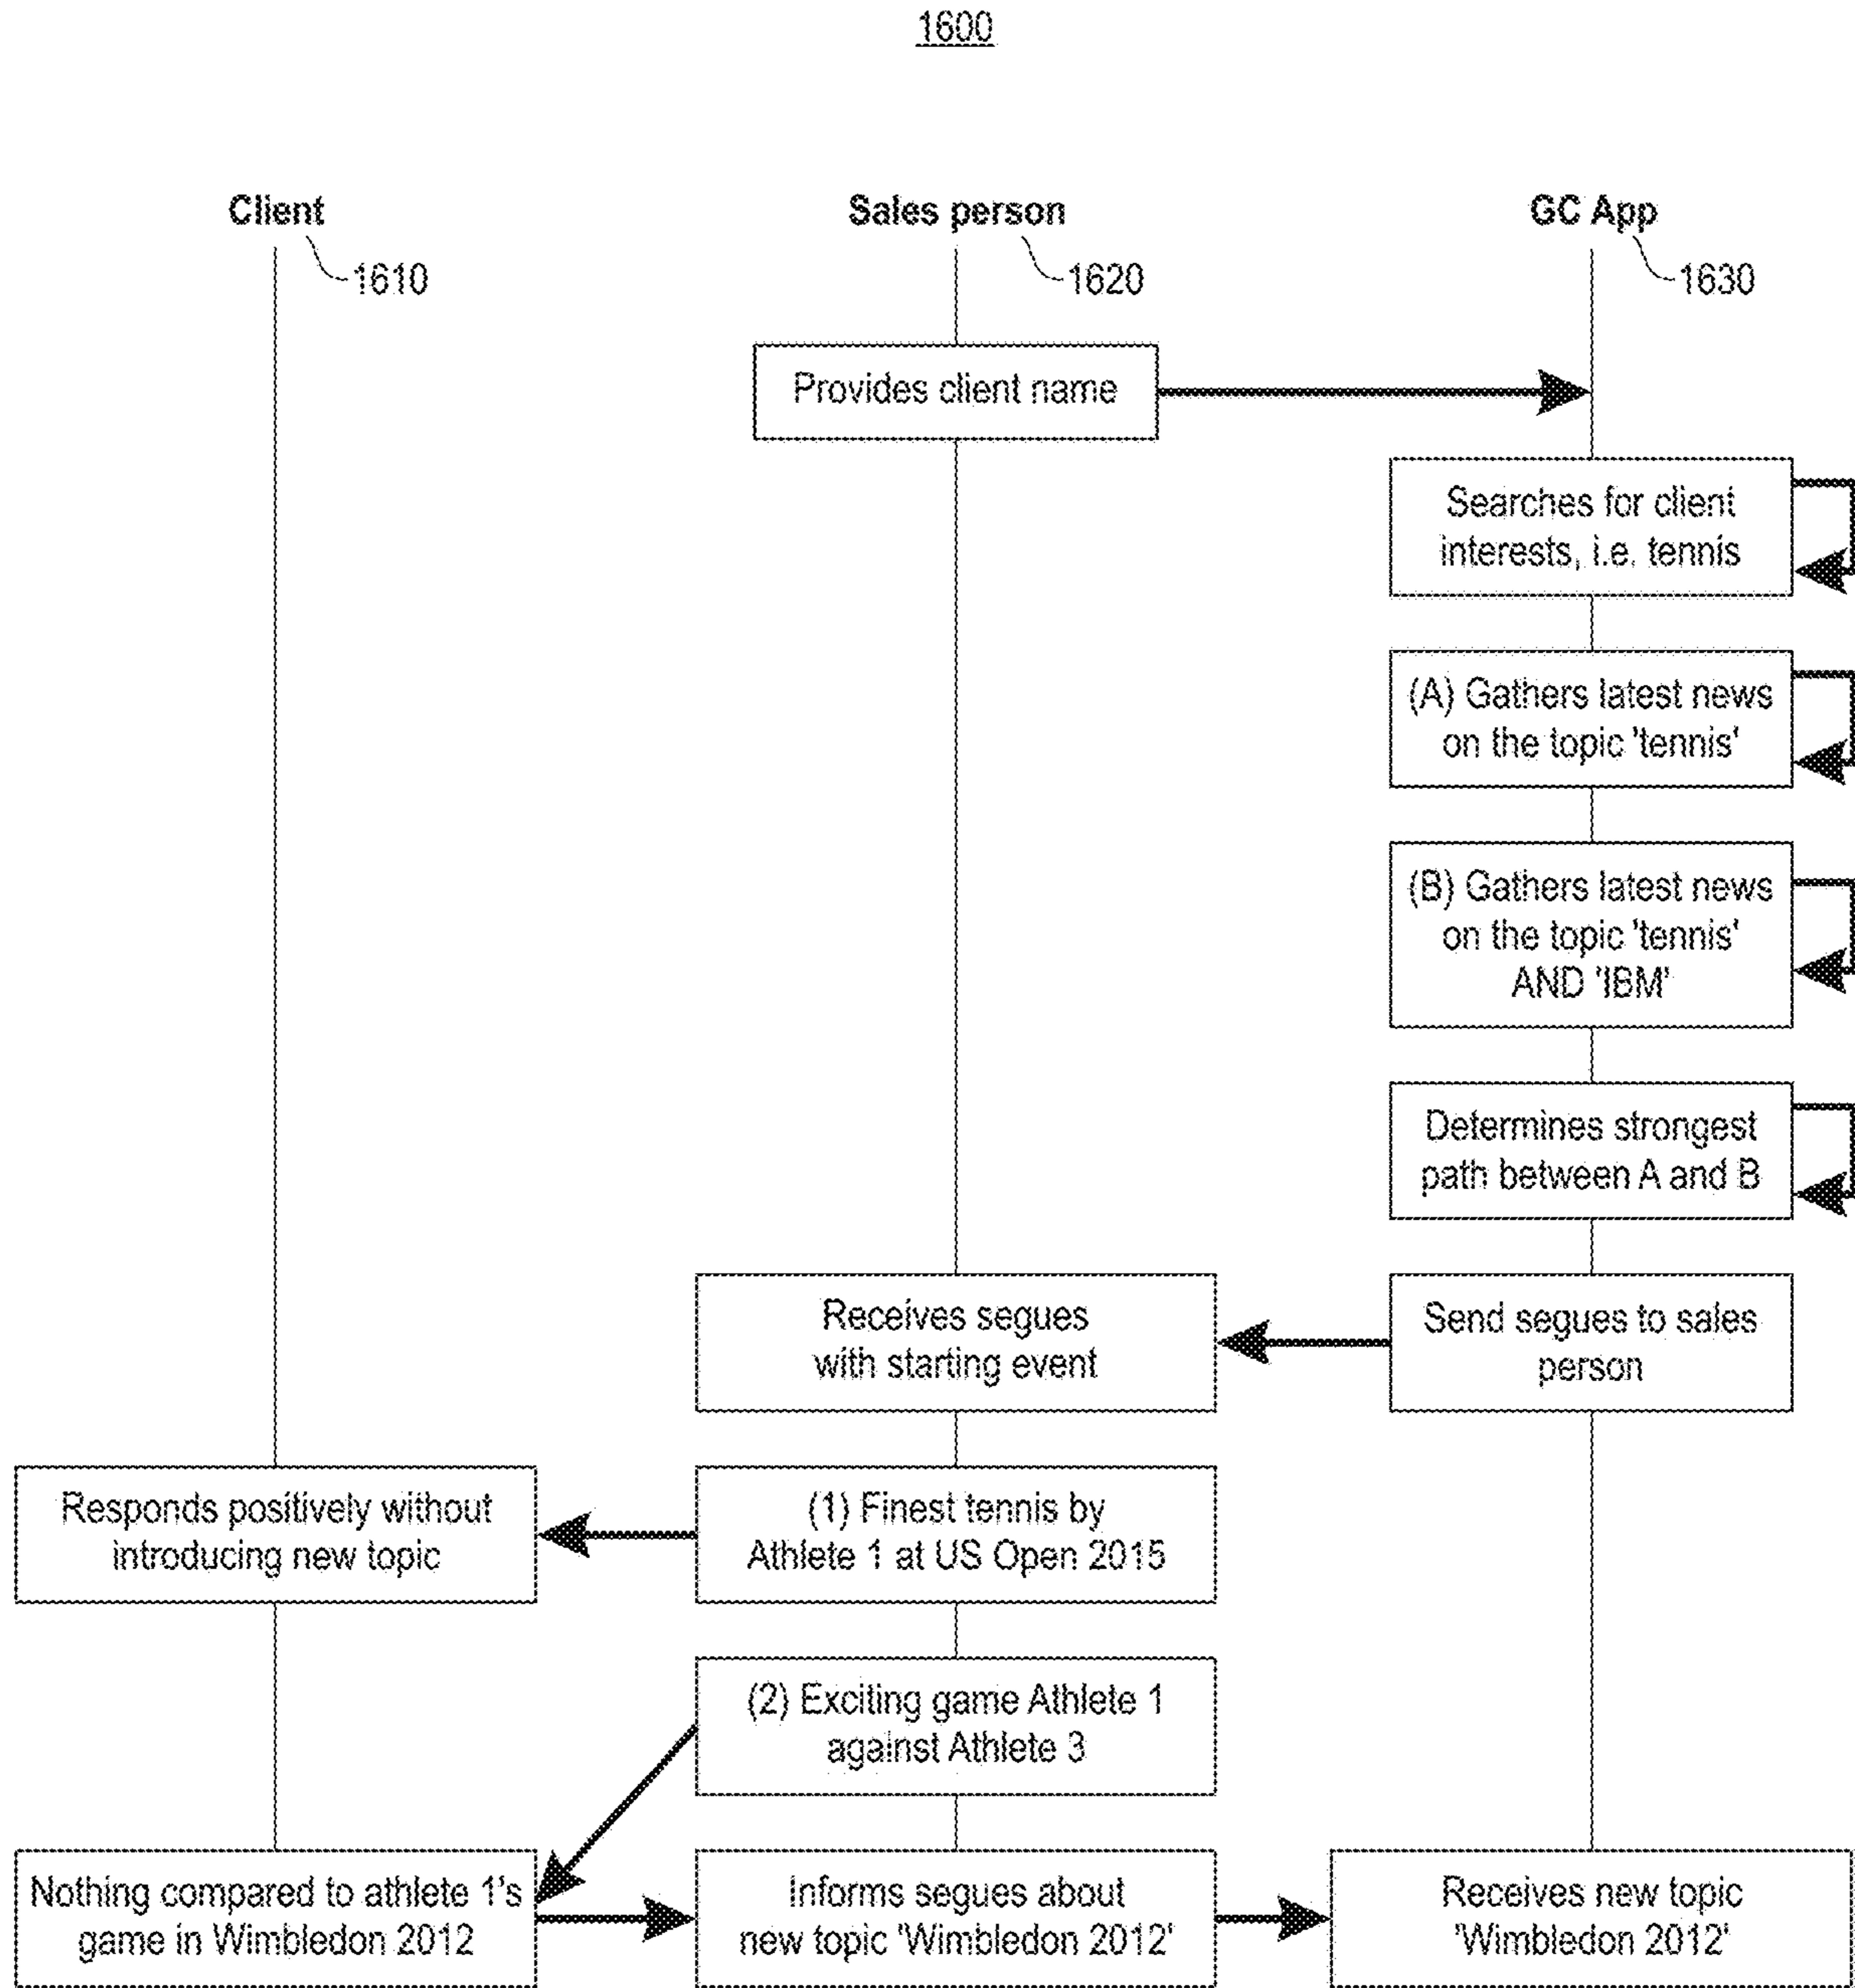 1600
Client
Sales person
GC App
1610
1620
1630
Provides client name
Searches for client
interests, i.e. tennis
(A) Gathers latest news
on the topic 'tennis'
(B) Gathers latest news
on the topic 'tennis'
AND 'IBM'
Determines strongest
path between A and B
Receives segues
with starting event
Send segues to sales
person
Responds positively without
introducing new topic
(1) Finest tennis by
Athlete 1 at US Open 2015
(2) Exciting game Athlete 1
against Athlete 3
Nothing compared to athlete 1's
game in Wimbledon 2012
Informs segues about
new topic 'Wimbledon 2012'
Receives new topic
'Wimbledon 2012'